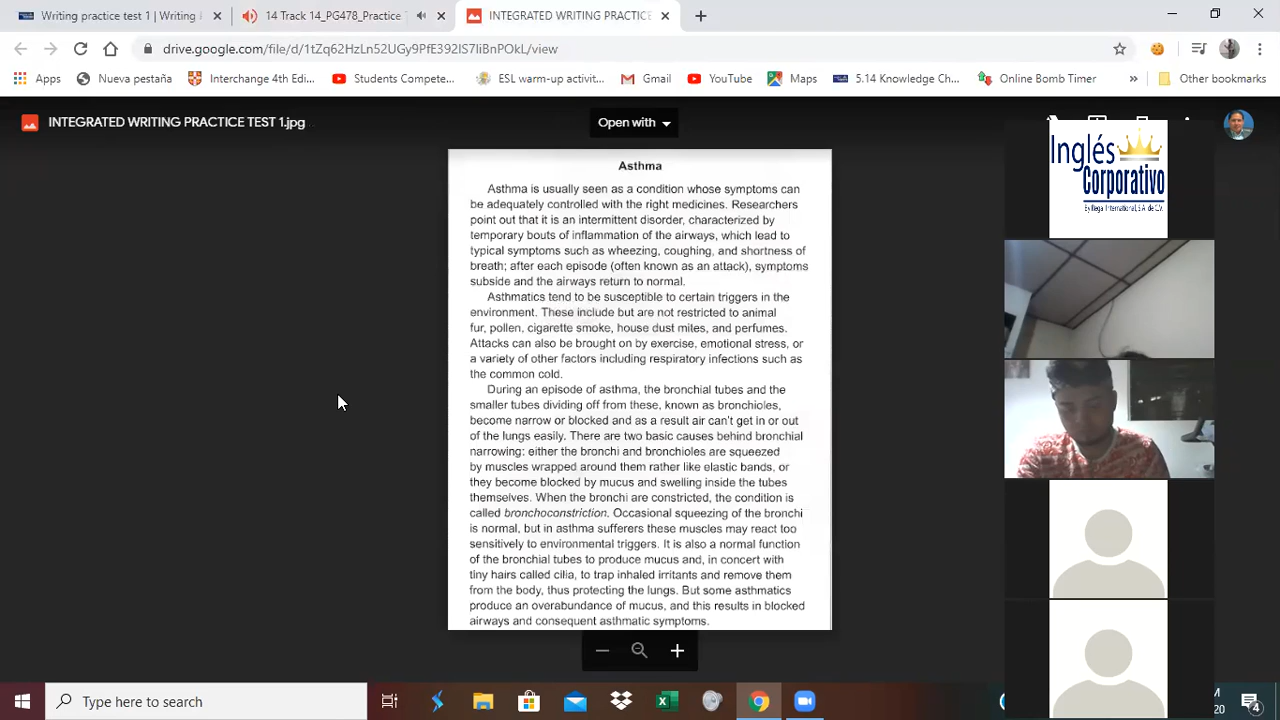 Writing practice test 1 | Writing
14 Track 14_PG478_Practice
INTEGRATED WRITING PRACTICE
drive.google.com/file/d/1tZq62HzLn52UGy9PfE392IS7IiBnPOkL/view
Apps
Nueva pestaña
Interchange 4th Edi...
Students Compete...
ESL warm-up activit...
Gmail
YouTube
Maps
5.14 Knowledge Ch...
Online Bomb Timer
»
Other bookmarks
INTEGRATED WRITING PRACTICE TEST 1.jpg
Open with
Asthma
Asthma is usually seen as a condition whose symptoms can
be adequately controlled with the right medicines. Researchers
point out that it is an intermittent disorder, characterized by
temporary bouts of inflammation of the airways, which lead to
typical symptoms such as wheezing, coughing, and shortness of
breath; after each episode (often known as an attack), symptoms
subside and the airways return to normal.
Asthmatics tend to be susceptible to certain triggers in the
environment. These include but are not restricted to animal
fur, pollen, cigarette smoke, house dust mites, and perfumes.
Attacks can also be brought on by exercise, emotional stress, or
a variety of other factors including respiratory infections such as
the common cold.
During an episode of asthma, the bronchial tubes and the
smaller tubes dividing off from these, known as bronchioles,
become narrow or blocked and as a result air can't get in or out
of the lungs easily. There are two basic causes behind bronchial
narrowing: either the bronchi and bronchioles are squeezed
by muscles wrapped around them rather like elastic bands, or
they become blocked by mucus and swelling inside the tubes
themselves. When the bronchi are constricted, the condition is
called bronchoconstriction. Occasional squeezing of the bronchi
is normal, but in asthma sufferers these muscles may react too
sensitively to environmental triggers. It is also a normal function
of the bronchial tubes to produce mucus and, in concert with
tiny hairs called cilia, to trap inhaled irritants and remove them
from the body, thus protecting the lungs. But some asthmatics
produce an overabundance of mucus, and this results in blocked
airways and consequent asthmatic symptoms.
Inglés
Corporativo
Type here to search
M
20
4